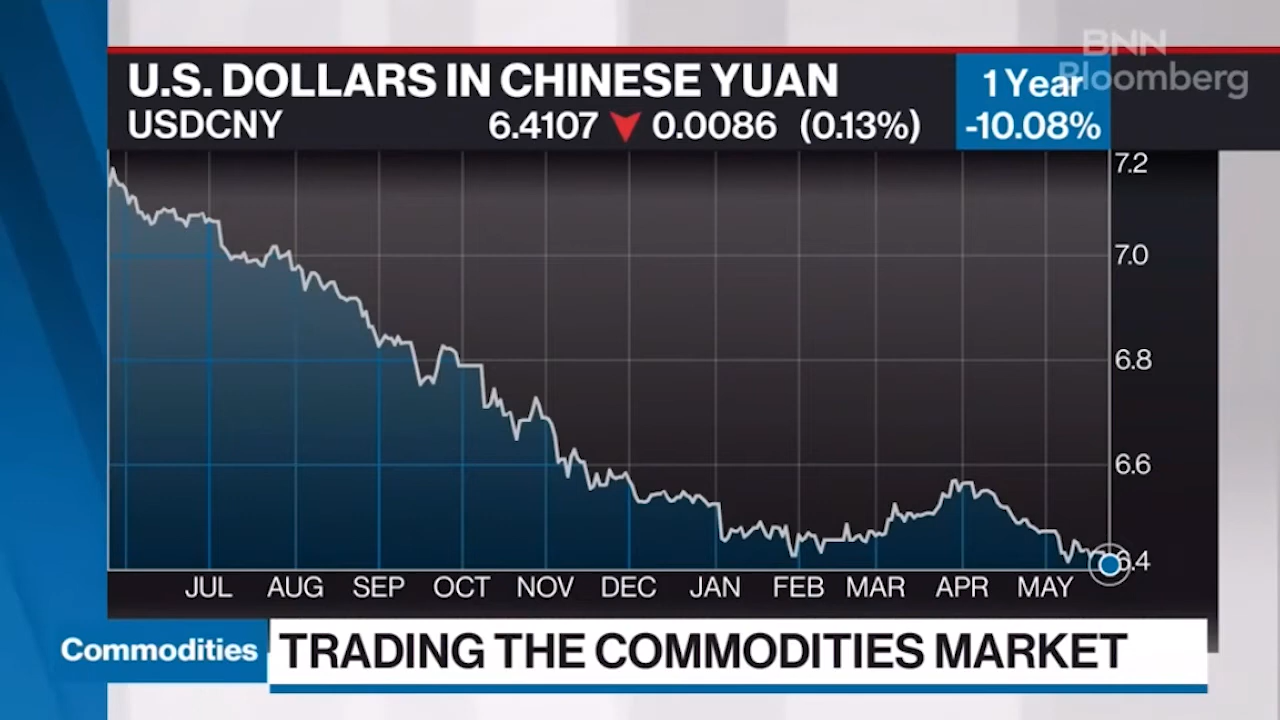 BNN
Bloomberg
U.S. DOLLARS IN CHINESE YUAN
USDCNY 6.4107 ▼ 0.0086 (0.13%)
1 Year
-10.08%
7.2
7.0
6.8
6.6
6.4
JUL AUG SEP OCT NOV DEC JAN FEB MAR APR MAY
Commodities
TRADING THE COMMODITIES MARKET